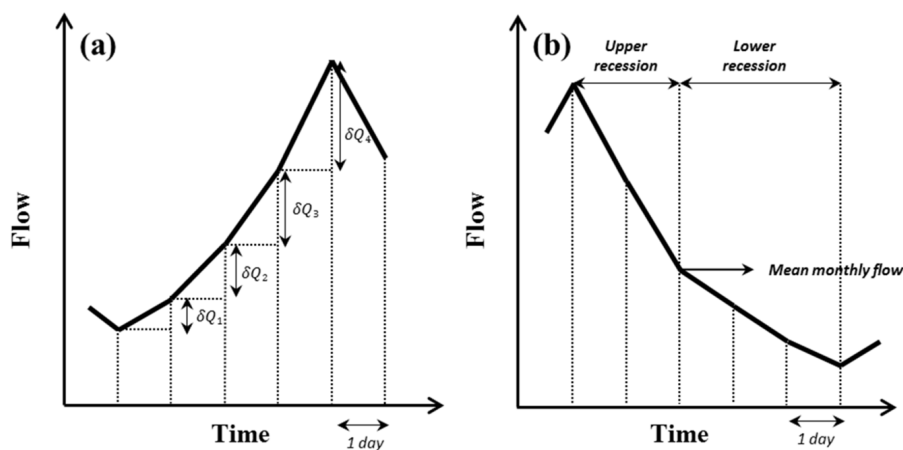 (a)
δQ4
δQ3
δQ2
δQ1
Flow
Time
1 day
(b)
Upper
recession
Lower
recession
Mean monthly flow
Flow
Time
1 day